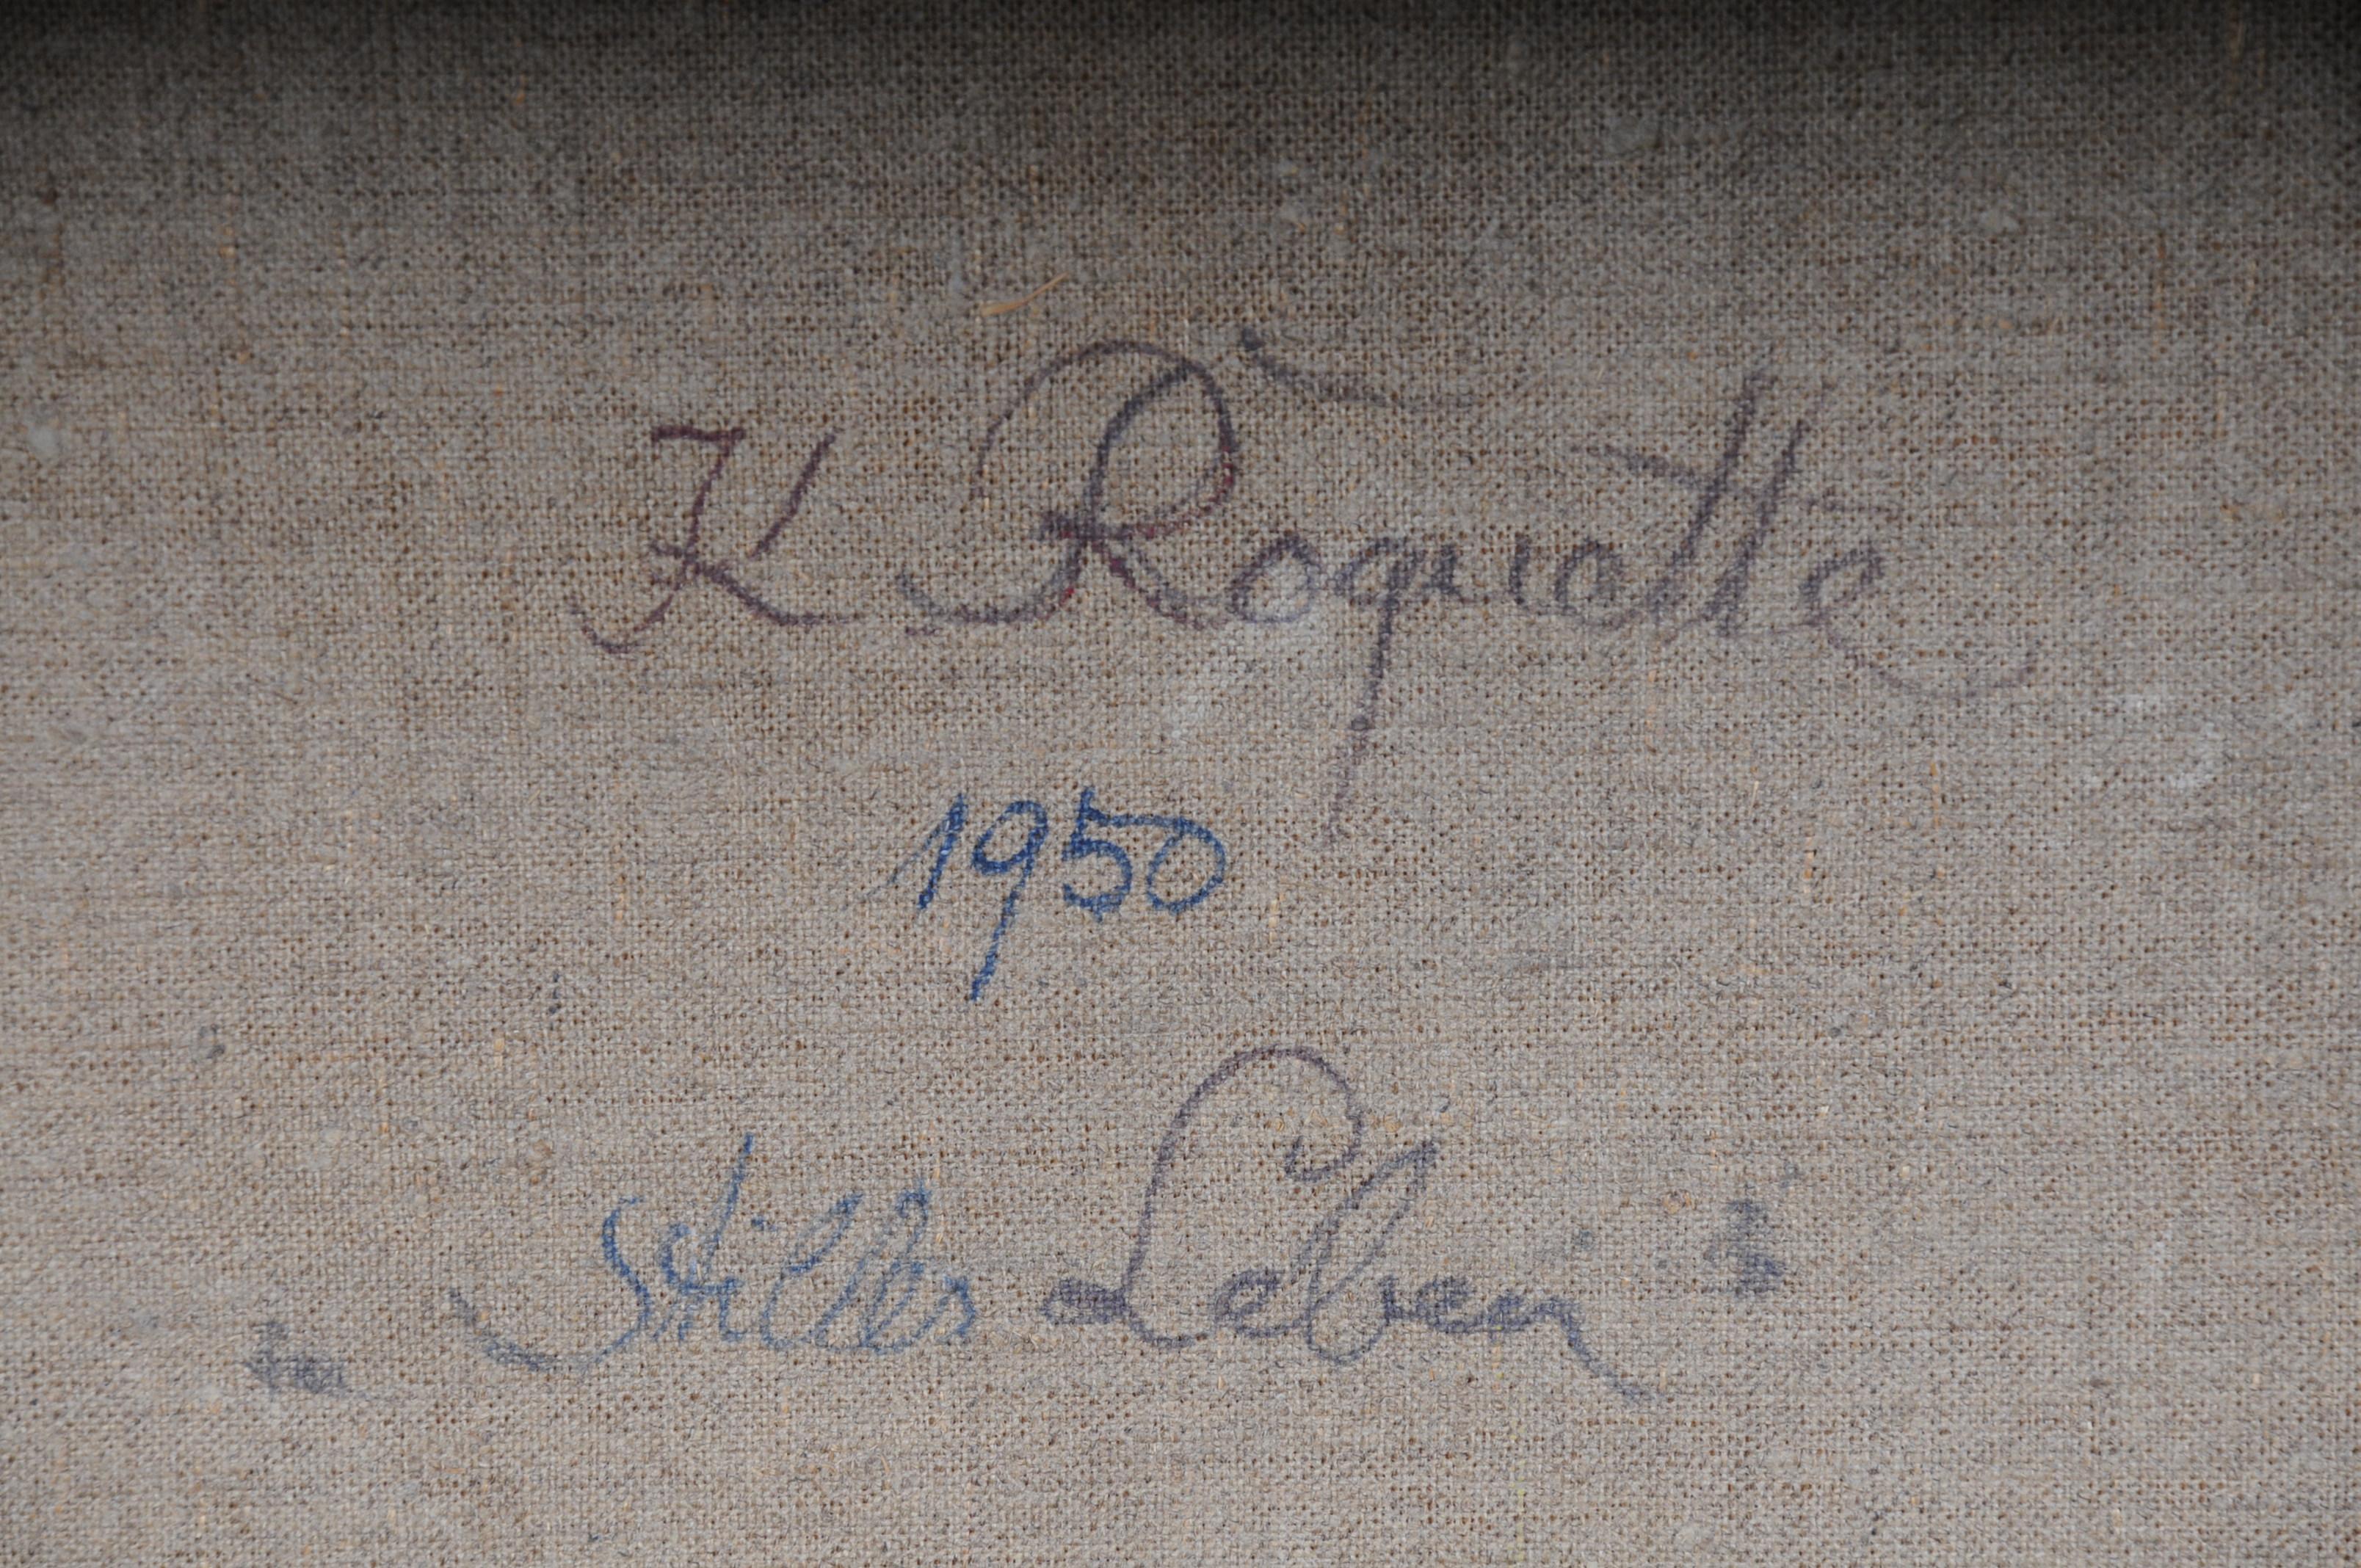 K Roquette
1950
„Stilles Leben“